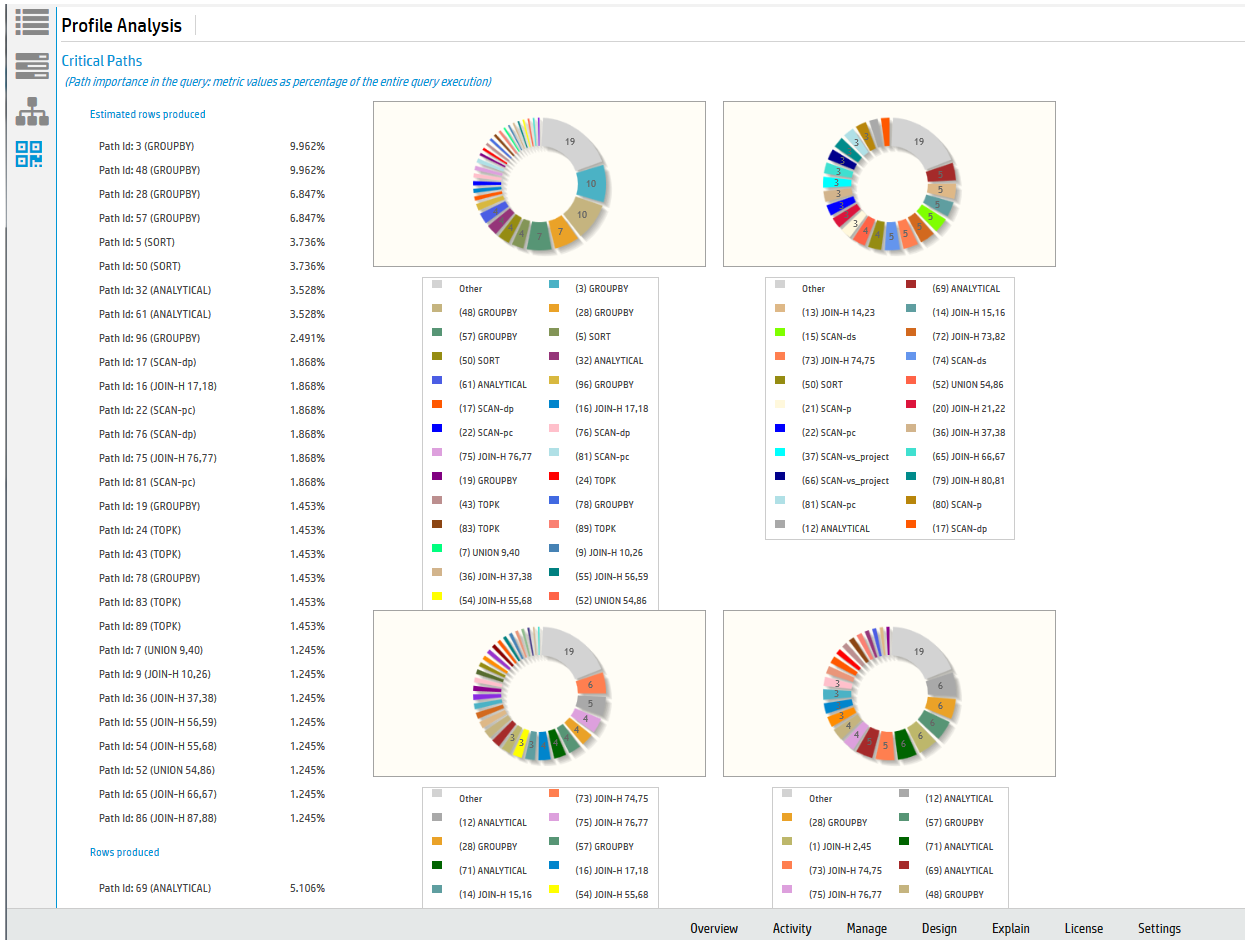 Profile Analysis
Critical Paths
(Path importance in the query: metric values as percentage of the entire query execution)
Estimated rows produced
Path Id: 3 (GROUPBY) 9.962%
Path Id: 48 (GROUPBY) 9.962%
Path Id: 28 (GROUPBY) 6.847%
Path Id: 57 (GROUPBY) 6.847%
Path Id: 5 (SORT) 3.736%
Path Id: 50 (SORT) 3.736%
Path Id: 32 (ANALYTICAL) 3.528%
Path Id: 61 (ANALYTICAL) 3.528%
Path Id: 96 (GROUPBY) 2.491%
Path Id: 17 (SCAN-dp) 1.868%
Path Id: 16 (JOIN-H 17,18) 1.868%
Path Id: 22 (SCAN-pc) 1.868%
Path Id: 76 (SCAN-dp) 1.868%
Path Id: 75 (JOIN-H 76,77) 1.868%
Path Id: 81 (SCAN-pc) 1.868%
Path Id: 19 (GROUPBY) 1.453%
Path Id: 24 (TOPK) 1.453%
Path Id: 43 (TOPK) 1.453%
Path Id: 78 (GROUPBY) 1.453%
Path Id: 83 (TOPK) 1.453%
Path Id: 89 (TOPK) 1.453%
Path Id: 7 (UNION 9,40) 1.245%
Path Id: 9 (JOIN-H 10,26) 1.245%
Path Id: 36 (JOIN-H 37,38) 1.245%
Path Id: 55 (JOIN-H 56,59) 1.245%
Path Id: 54 (JOIN-H 55,68) 1.245%
Path Id: 52 (UNION 54,86) 1.245%
Path Id: 65 (JOIN-H 66,67) 1.245%
Path Id: 86 (JOIN-H 87,88) 1.245%
Rows produced
Path Id: 69 (ANALYTICAL) 5.106%
19
10
10
7
7
4
4
Other (3) GROUPBY
(48) GROUPBY (28) GROUPBY
(57) GROUPBY (5) SORT
(50) SORT (32) ANALYTICAL
(61) ANALYTICAL (96) GROUPBY
(17) SCAN-dp (16) JOIN-H 17,18
(22) SCAN-pc (76) SCAN-dp
(75) JOIN-H 76,77 (81) SCAN-pc
(19) GROUPBY (24) TOPK
(43) TOPK (78) GROUPBY
(83) TOPK (89) TOPK
(7) UNION 9,40 (9) JOIN-H 10,26
(36) JOIN-H 37,38 (55) JOIN-H 56,59
(54) JOIN-H 55,68 (52) UNION 54,86
19
5
5
5
5
5
5
5
4
4
3
3
3
3
3
3
3
3
Other (69) ANALYTICAL
(13) JOIN-H 14,23 (14) JOIN-H 15,16
(15) SCAN-ds (72) JOIN-H 73,82
(73) JOIN-H 74,75 (74) SCAN-ds
(50) SORT (52) UNION 54,86
(21) SCAN-p (20) JOIN-H 21,22
(22) SCAN-pc (36) JOIN-H 37,38
(37) SCAN-vs_project (65) JOIN-H 66,67
(66) SCAN-vs_project (79) JOIN-H 80,81
(81) SCAN-pc (80) SCAN-p
(12) ANALYTICAL (17) SCAN-dp
19
6
5
4
4
4
4
3
3
3
Other (73) JOIN-H 74,75
(12) ANALYTICAL (75) JOIN-H 76,77
(28) GROUPBY (57) GROUPBY
(71) ANALYTICAL (16) JOIN-H 17,18
(14) JOIN-H 15,16 (54) JOIN-H 55,68
19
6
6
6
6
6
5
5
4
4
3
3
3
Other (12) ANALYTICAL
(28) GROUPBY (57) GROUPBY
(1) JOIN-H 2,45 (71) ANALYTICAL
(73) JOIN-H 74,75 (69) ANALYTICAL
(75) JOIN-H 76,77 (48) GROUPBY
Overview Activity Manage Design Explain License Settings